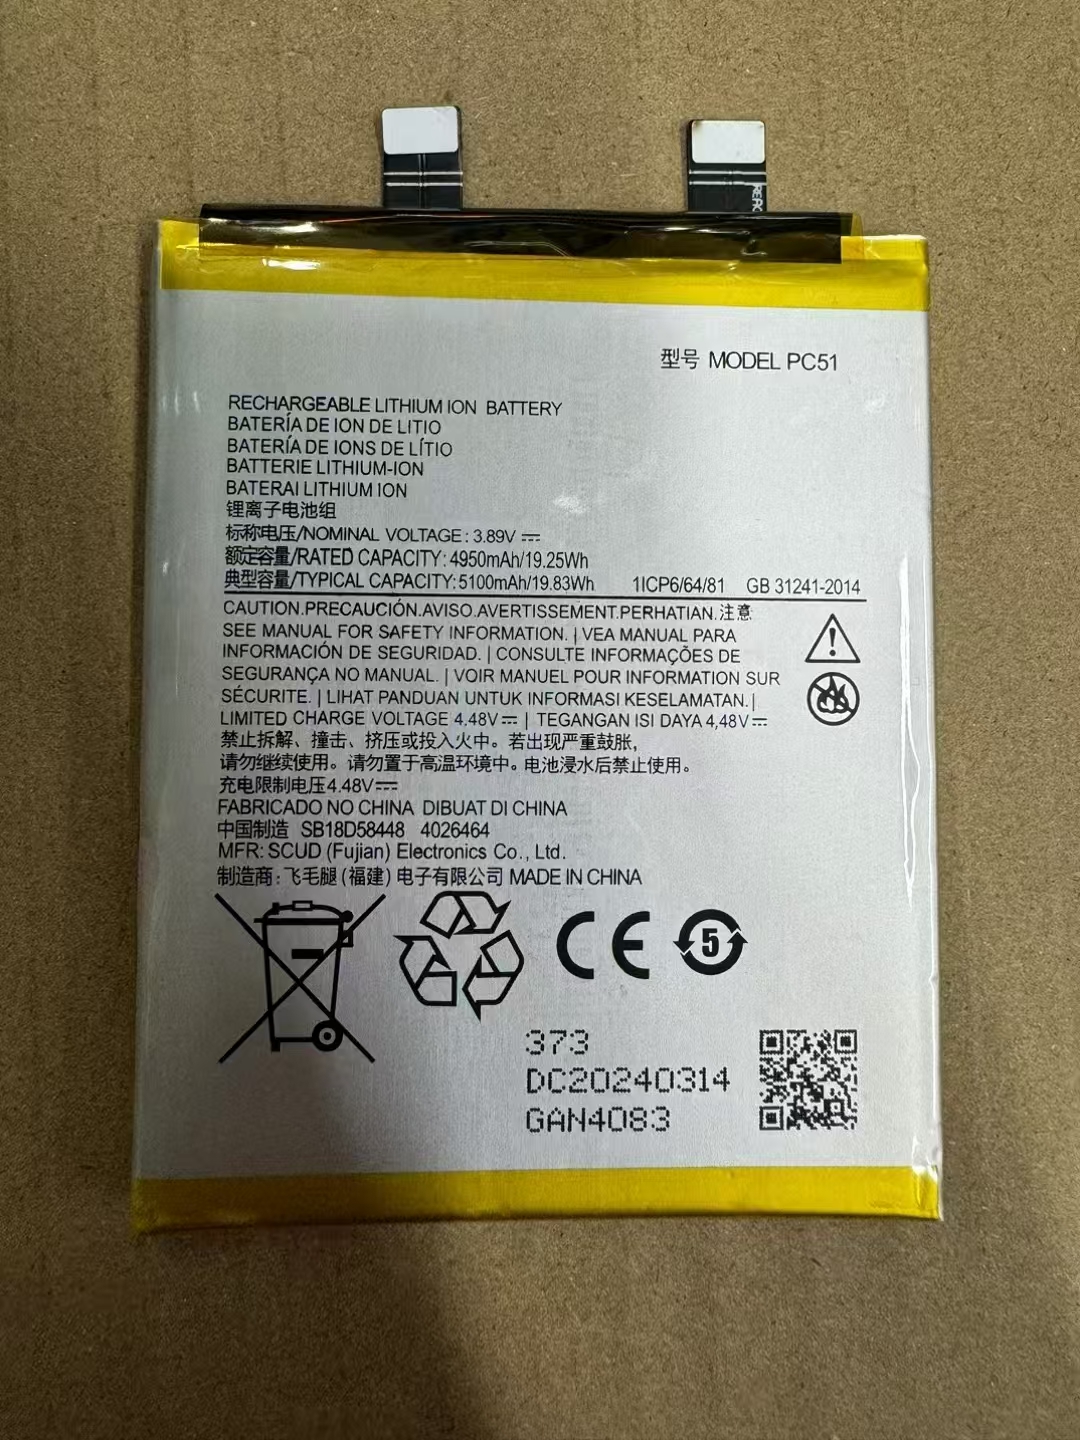 REAC
型号 MODEL PC51
RECHARGEABLE LITHIUM ION BATTERY
BATERÍA DE ION DE LITIO
BATERÍA DE IONS DE LÍTIO
BATTERIE LITHIUM-ION
BATERAI LITHIUM ION
锂离子电池组
标称电压/NOMINAL VOLTAGE: 3.89V⎓
额定容量/RATED CAPACITY: 4950mAh/19.25Wh
典型容量/TYPICAL CAPACITY:5100mAh/19.83Wh 1ICP6/64/81 GB 31241-2014
CAUTION.PRECAUCIÓN.AVISO.AVERTISSEMENT.PERHATIAN.注意
SEE MANUAL FOR SAFETY INFORMATION. | VEA MANUAL PARA
INFORMACIÓN DE SEGURIDAD. | CONSULTE INFORMAÇÕES DE
SEGURANÇA NO MANUAL. | VOIR MANUEL POUR INFORMATION SUR
SÉCURITE. | LIHAT PANDUAN UNTUK INFORMASI KESELAMATAN. |
LIMITED CHARGE VOLTAGE 4.48V⎓ | TEGANGAN ISI DAYA 4,48V⎓
禁止拆解、撞击、挤压或投入火中。若出现严重鼓胀,
请勿继续使用。请勿置于高温环境中。电池浸水后禁止使用。
充电限制电压4.48V⎓
FABRICADO NO CHINA DIBUAT DI CHINA
中国制造 SB18D58448 4026464
MFR: SCUD (Fujian) Electronics Co., Ltd.
制造商:飞毛腿(福建)电子有限公司 MADE IN CHINA
CE
5
373
DC20240314
GAN4083